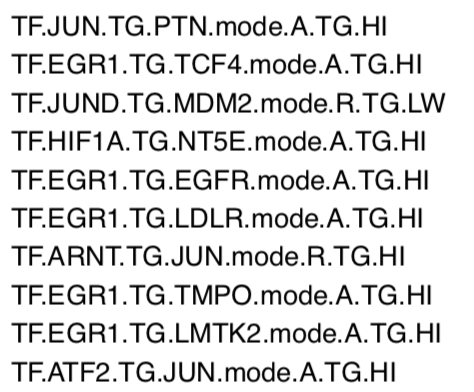 TF.JUN.TG.PTN.mode.A.TG.HI
TF.EGR1.TG.TCF4.mode.A.TG.HI
TF.JUND.TG.MDM2.mode.R.TG.LW
TF.HIF1A.TG.NT5E.mode.A.TG.HI
TF.EGR1.TG.EGFR.mode.A.TG.HI
TF.EGR1.TG.LDLR.mode.A.TG.HI
TF.ARNT.TG.JUN.mode.R.TG.HI
TF.EGR1.TG.TMPO.mode.A.TG.HI
TF.EGR1.TG.LMTK2.mode.A.TG.HI
TF.ATF2.TG.JUN.mode.A.TG.HI